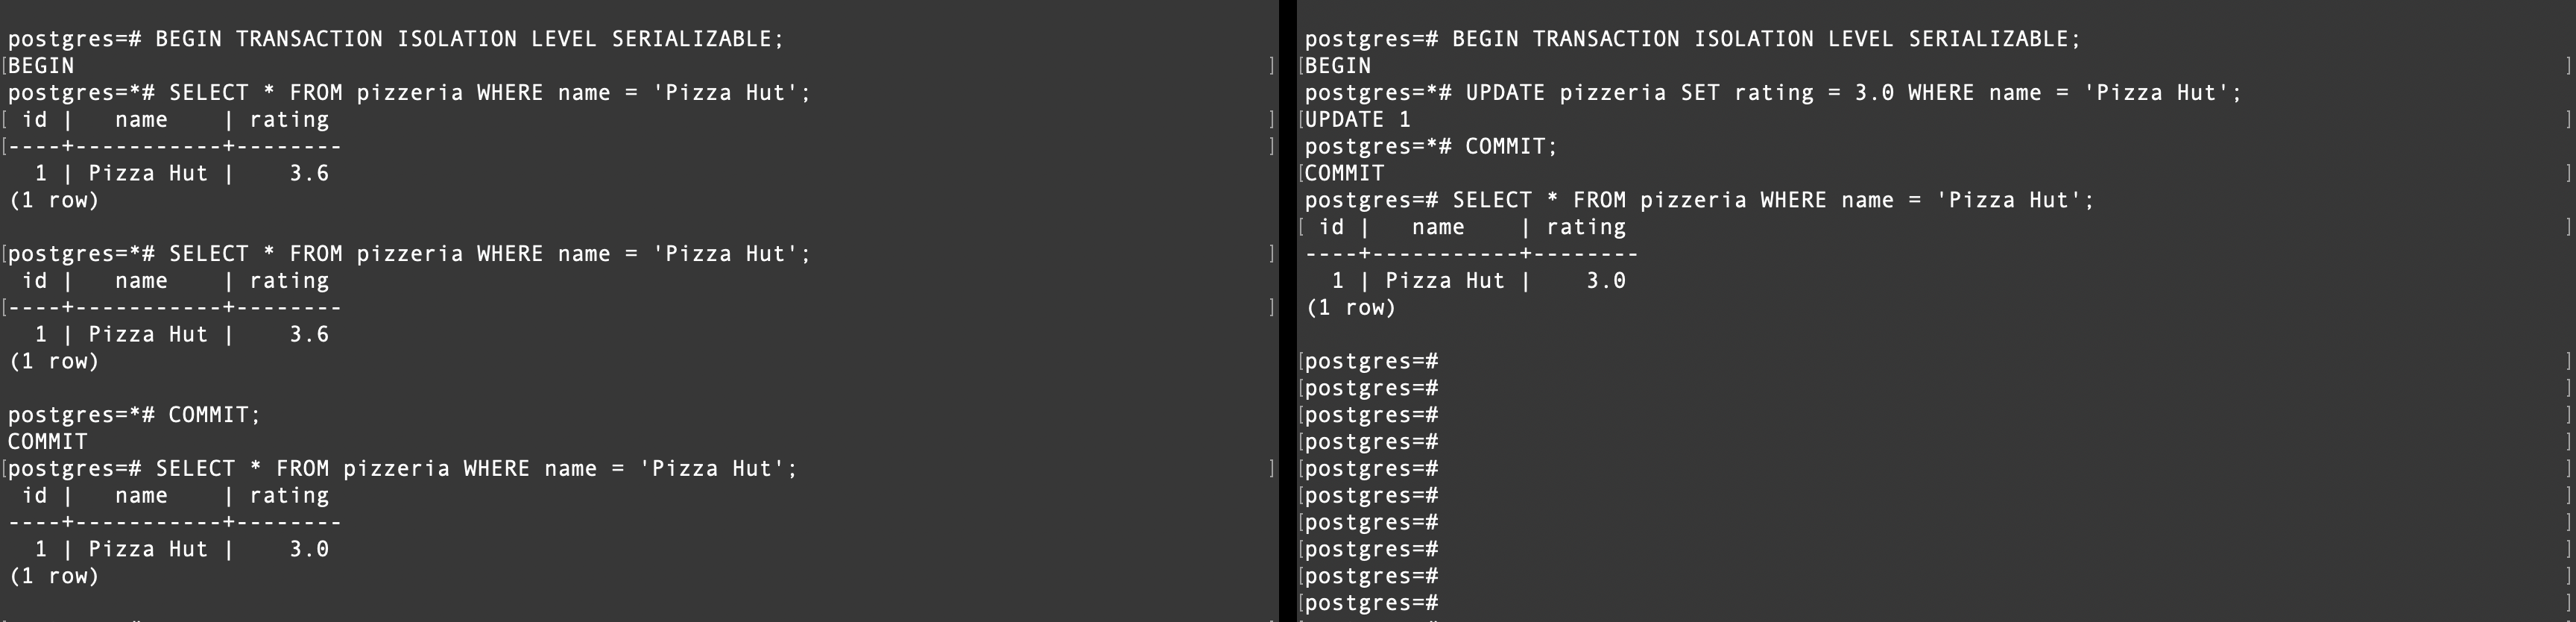 postgres=# BEGIN TRANSACTION ISOLATION LEVEL SERIALIZABLE;
[BEGIN ]
postgres=*# SELECT * FROM pizzeria WHERE name = 'Pizza Hut';
[ id |   name    | rating ]
[----+-----------+-------- ]
  1 | Pizza Hut |    3.6
(1 row)

[postgres=*# SELECT * FROM pizzeria WHERE name = 'Pizza Hut'; ]
 id |   name    | rating
[----+-----------+-------- ]
  1 | Pizza Hut |    3.6
(1 row)

postgres=*# COMMIT;
COMMIT
[postgres=# SELECT * FROM pizzeria WHERE name = 'Pizza Hut'; ]
 id |   name    | rating
----+-----------+--------
  1 | Pizza Hut |    3.0
(1 row)

postgres=# BEGIN TRANSACTION ISOLATION LEVEL SERIALIZABLE;
[BEGIN ]
postgres=*# UPDATE pizzeria SET rating = 3.0 WHERE name = 'Pizza Hut';
[UPDATE 1 ]
postgres=*# COMMIT;
[COMMIT ]
postgres=# SELECT * FROM pizzeria WHERE name = 'Pizza Hut';
[ id |   name    | rating ]
----+-----------+--------
  1 | Pizza Hut |    3.0
(1 row)

[postgres=# ]
[postgres=# ]
[postgres=# ]
[postgres=# ]
[postgres=# ]
[postgres=# ]
[postgres=# ]
[postgres=# ]
[postgres=# ]
[postgres=# ]